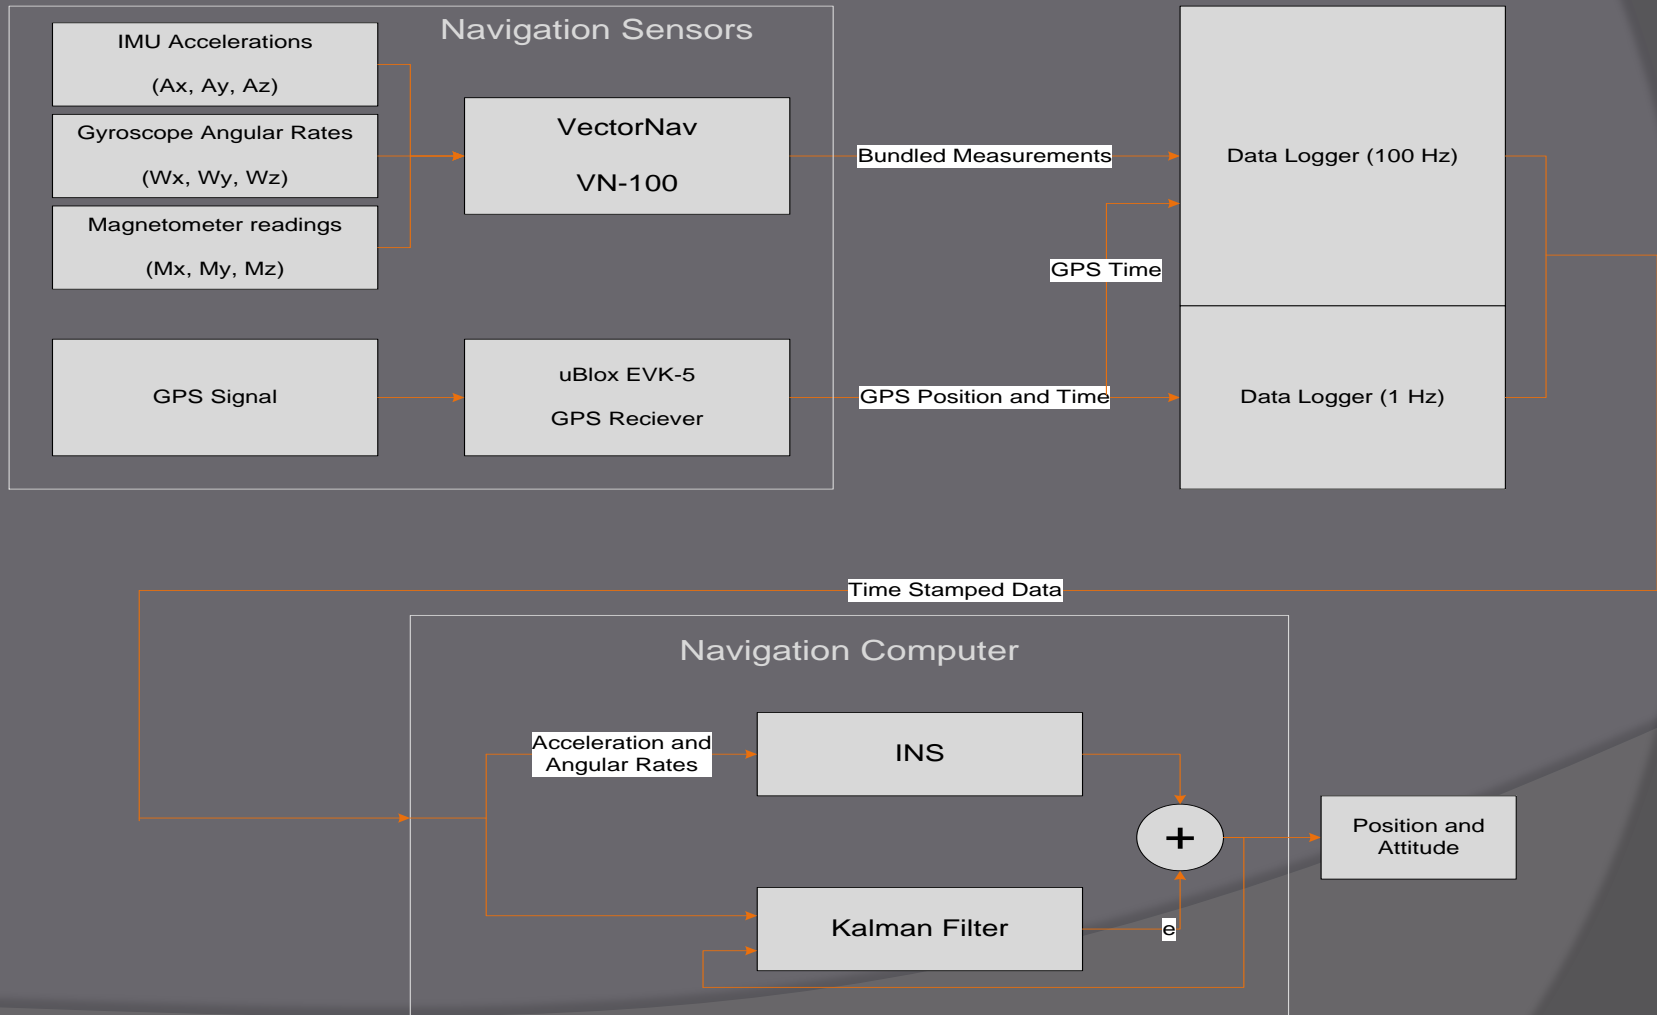 Navigation Sensors
IMU Accelerations
(Ax, Ay, Az)
Gyroscope Angular Rates
(Wx, Wy, Wz)
Magnetometer readings
(Mx, My, Mz)
VectorNav
VN-100
Bundled Measurements
Data Logger (100 Hz)
GPS Time
GPS Signal
uBlox EVK-5
GPS Reciever
GPS Position and Time
Data Logger (1 Hz)
Time Stamped Data
Navigation Computer
Acceleration and
Angular Rates
INS
+
Position and
Attitude
Kalman Filter
e